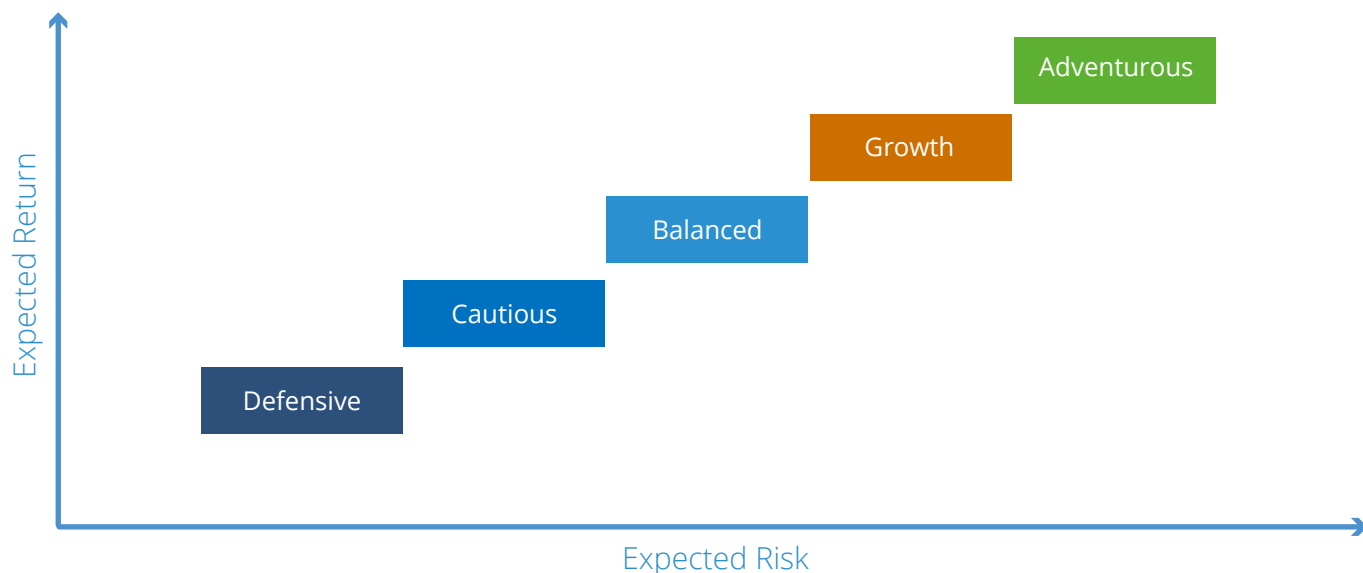 Adventurous
Growth
Balanced
Cautious
Defensive
Expected Return
Expected Risk